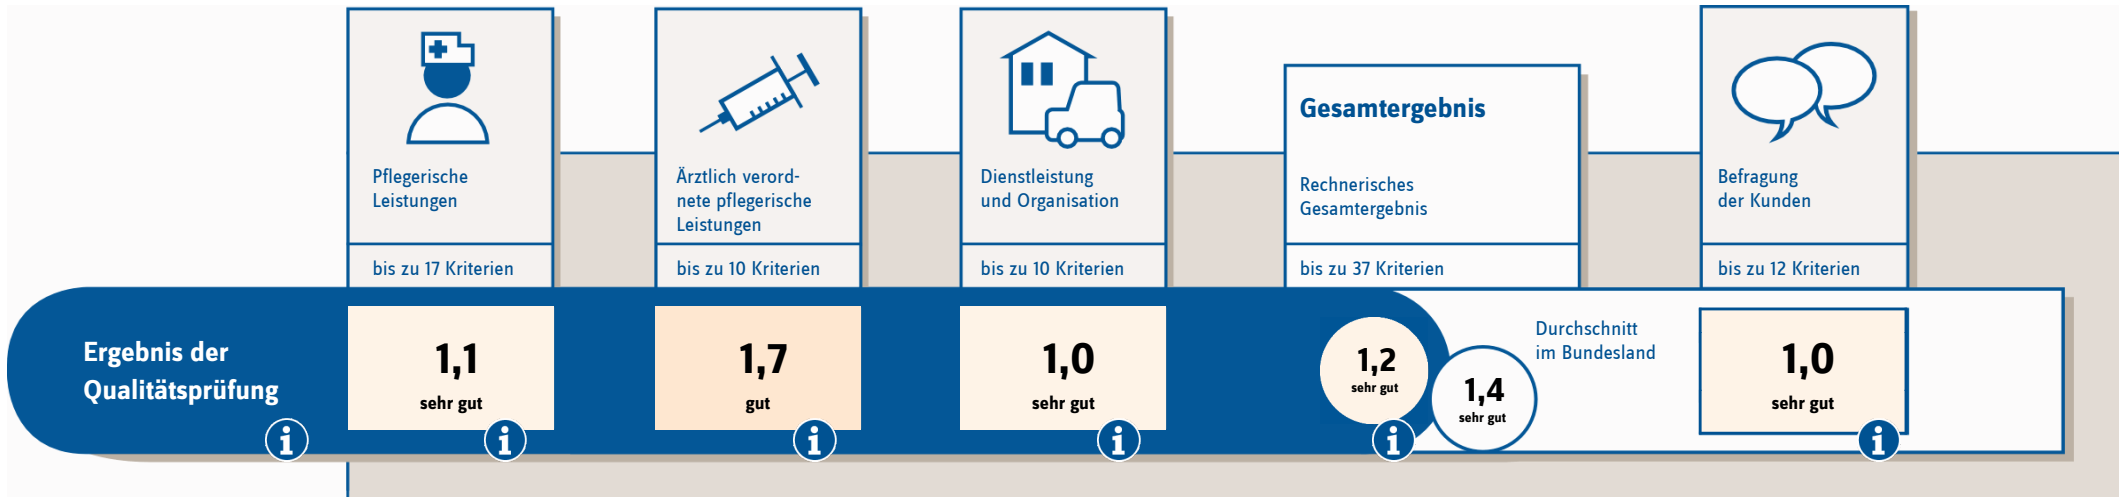 Pflegerische
Leistungen
bis zu 17 Kriterien
Ärztlich verord-
nete pflegerische
Leistungen
bis zu 10 Kriterien
Dienstleistung
und Organisation
bis zu 10 Kriterien
Gesamtergebnis
Rechnerisches
Gesamtergebnis
bis zu 37 Kriterien
Befragung
der Kunden
bis zu 12 Kriterien
Ergebnis der
Qualitätsprüfung
i
1,1
sehr gut
i
1,7
gut
i
1,0
sehr gut
i
1,2
sehr gut
i
1,4
sehr gut
Durchschnitt
im Bundesland
1,0
sehr gut
i